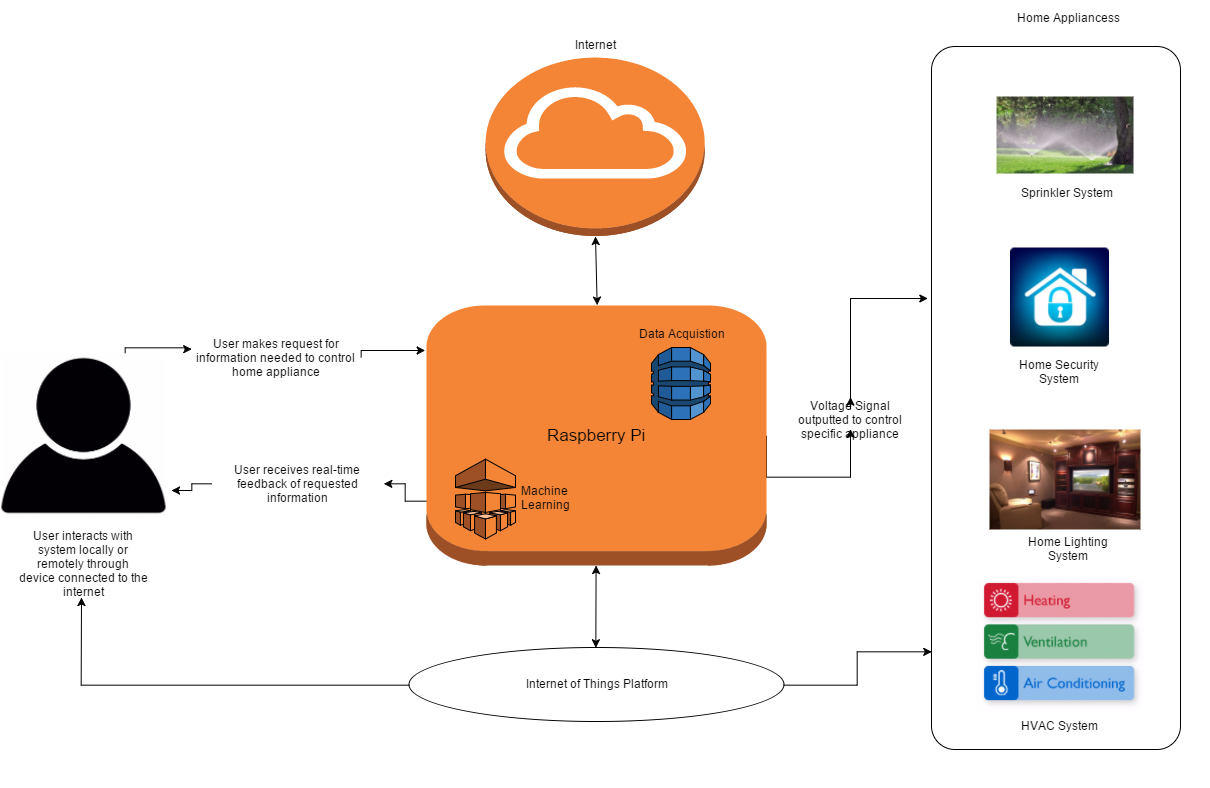 Home Appliancess
Internet
Sprinkler System
Data Acquistion
User makes request for
information needed to control
home appliance
Home Security
System
Voltage Signal
outputted to control
specific appliance
Raspberry Pi
User receives real-time
feedback of requested
information
Machine
Learning
User interacts with
system locally or
remotely through
device connected to the
internet
Home Lighting
System
Heating
Ventilation
Air Conditioning
HVAC System
Internet of Things Platform